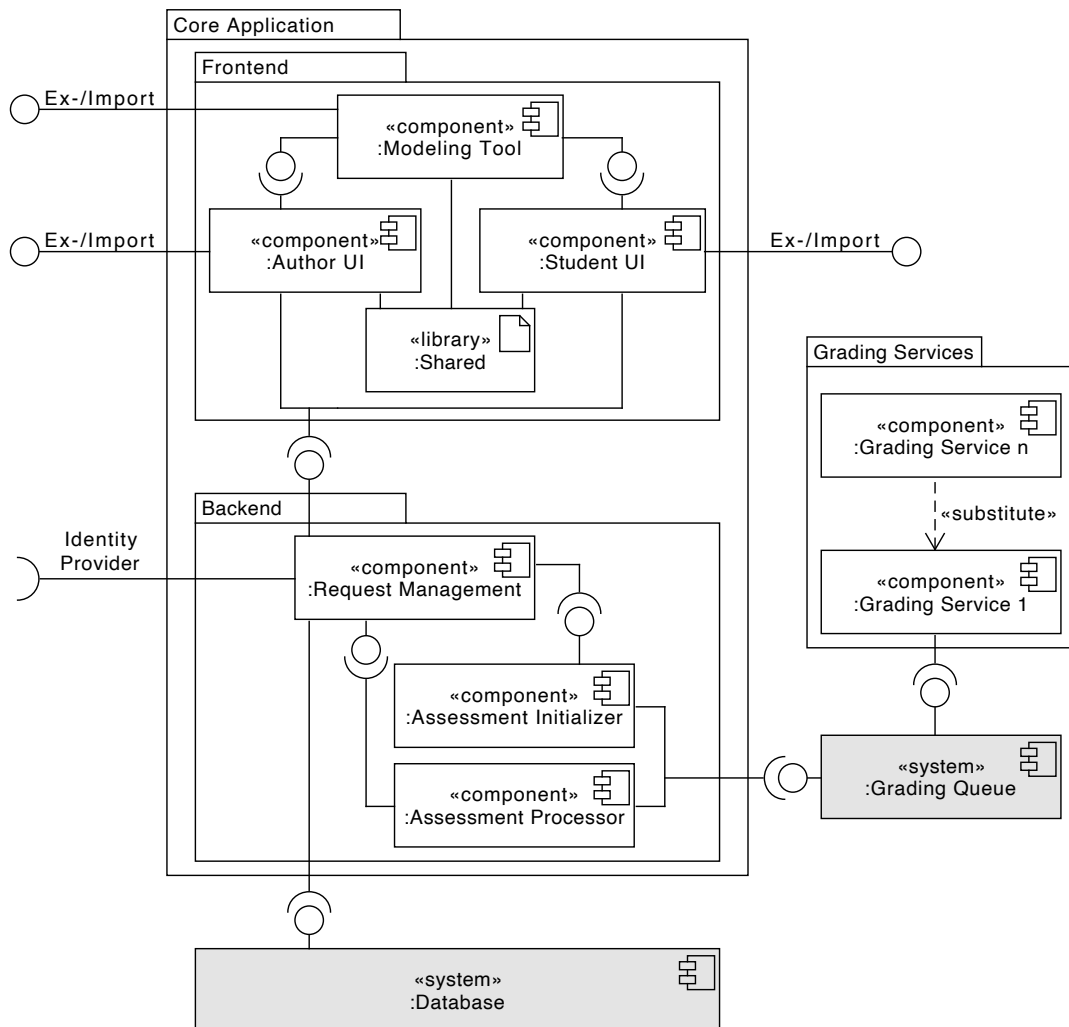 Core Application
Frontend
Ex-/Import
«component»
:Modeling Tool
Ex-/Import
«component»
:Author UI
«component»
:Student UI
Ex-/Import
«library»
:Shared
Grading Services
«component»
:Grading Service n
«substitute»
«component»
:Grading Service 1
Backend
Identity
Provider
«component»
:Request Management
«component»
:Assessment Initializer
«component»
:Assessment Processor
«system»
:Grading Queue
«system»
:Database